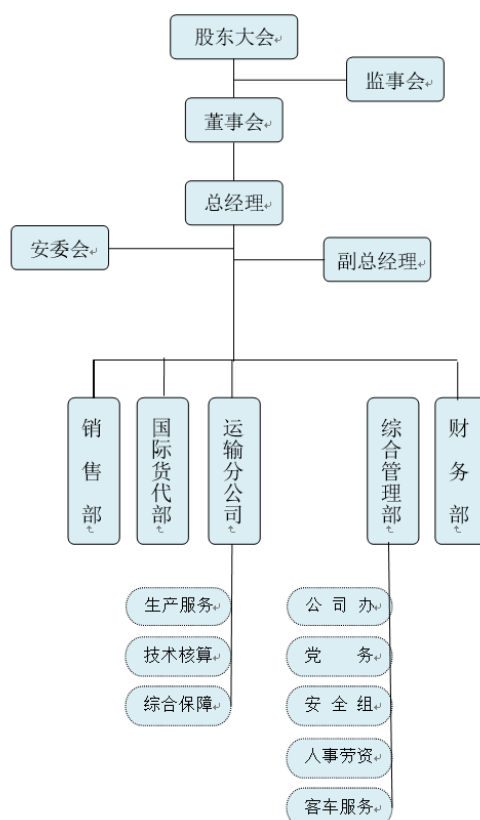 股东大会
监事会
董事会
总经理
安委会
副总经理
销售部
国际货代部
运输分公司
综合管理部
财务部
生产服务
技术核算
综合保障
公司办
党务
安全组
人事劳资
客车服务